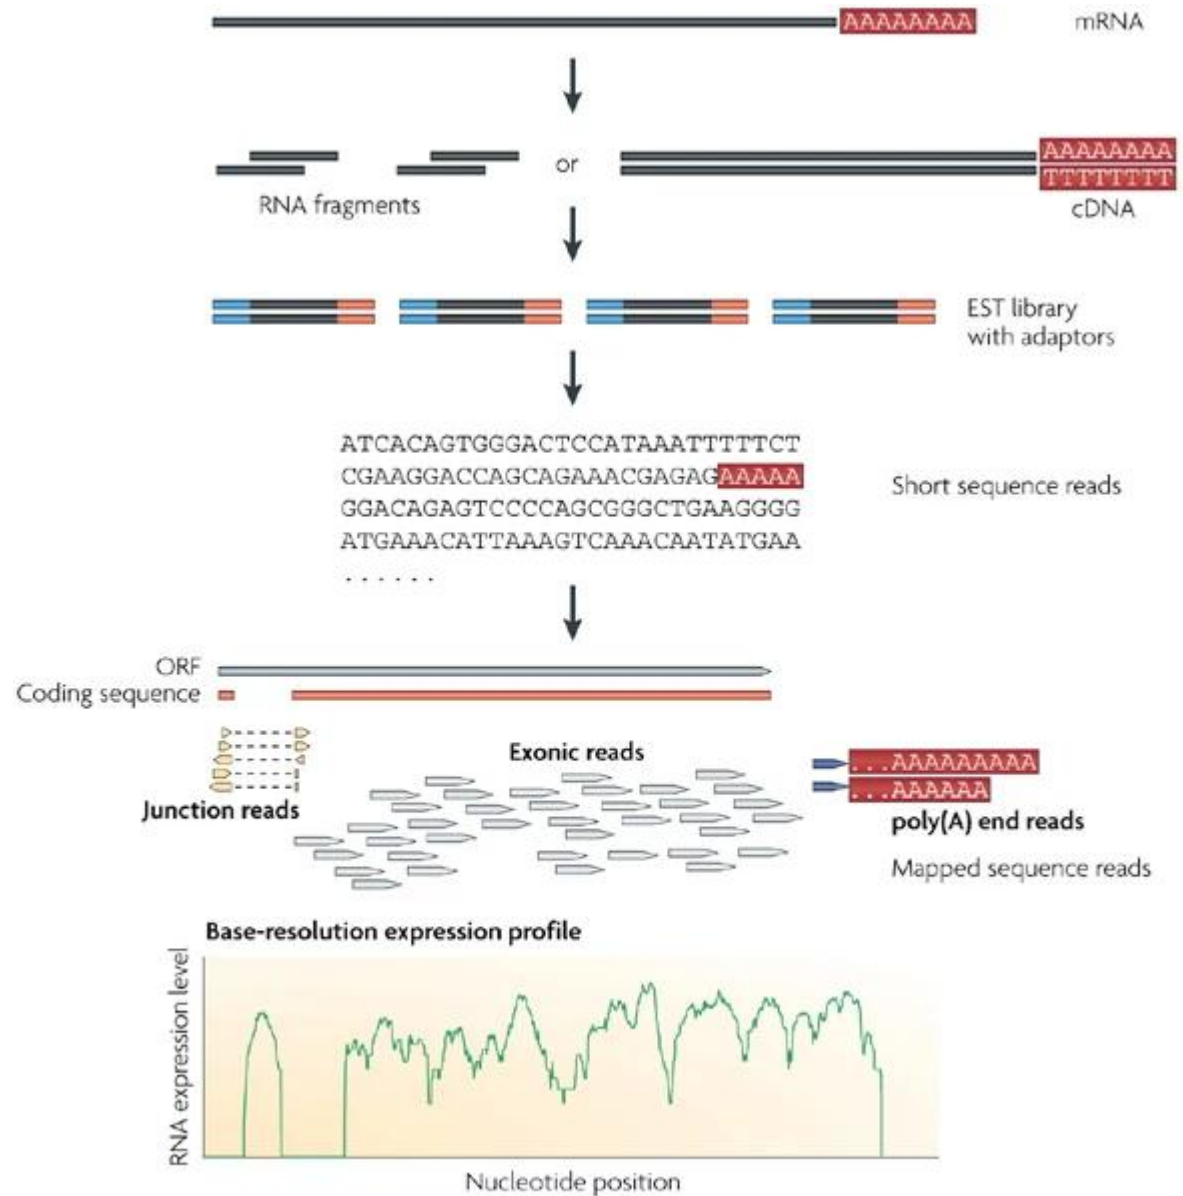 AAAAAAAA mRNA
or
AAAAAAAA
TTTTTTTT
RNA fragments
cDNA
EST library
with adaptors
ATCACAGTGGGACTCCATAAATTTTTCT
CGAAGGACCAGCAGAAACGAGAGAAAAA
GGACAGAGTCCCCAGCGGGCTGAAGGGG
ATGAAACATTAAAGTCAAACAATATGAA
. . . . . .
Short sequence reads
ORF
Coding sequence
Junction reads
Exonic reads
...AAAAAAAAA
...AAAAAA
poly(A) end reads
Mapped sequence reads
Base-resolution expression profile
RNA expression level
Nucleotide position